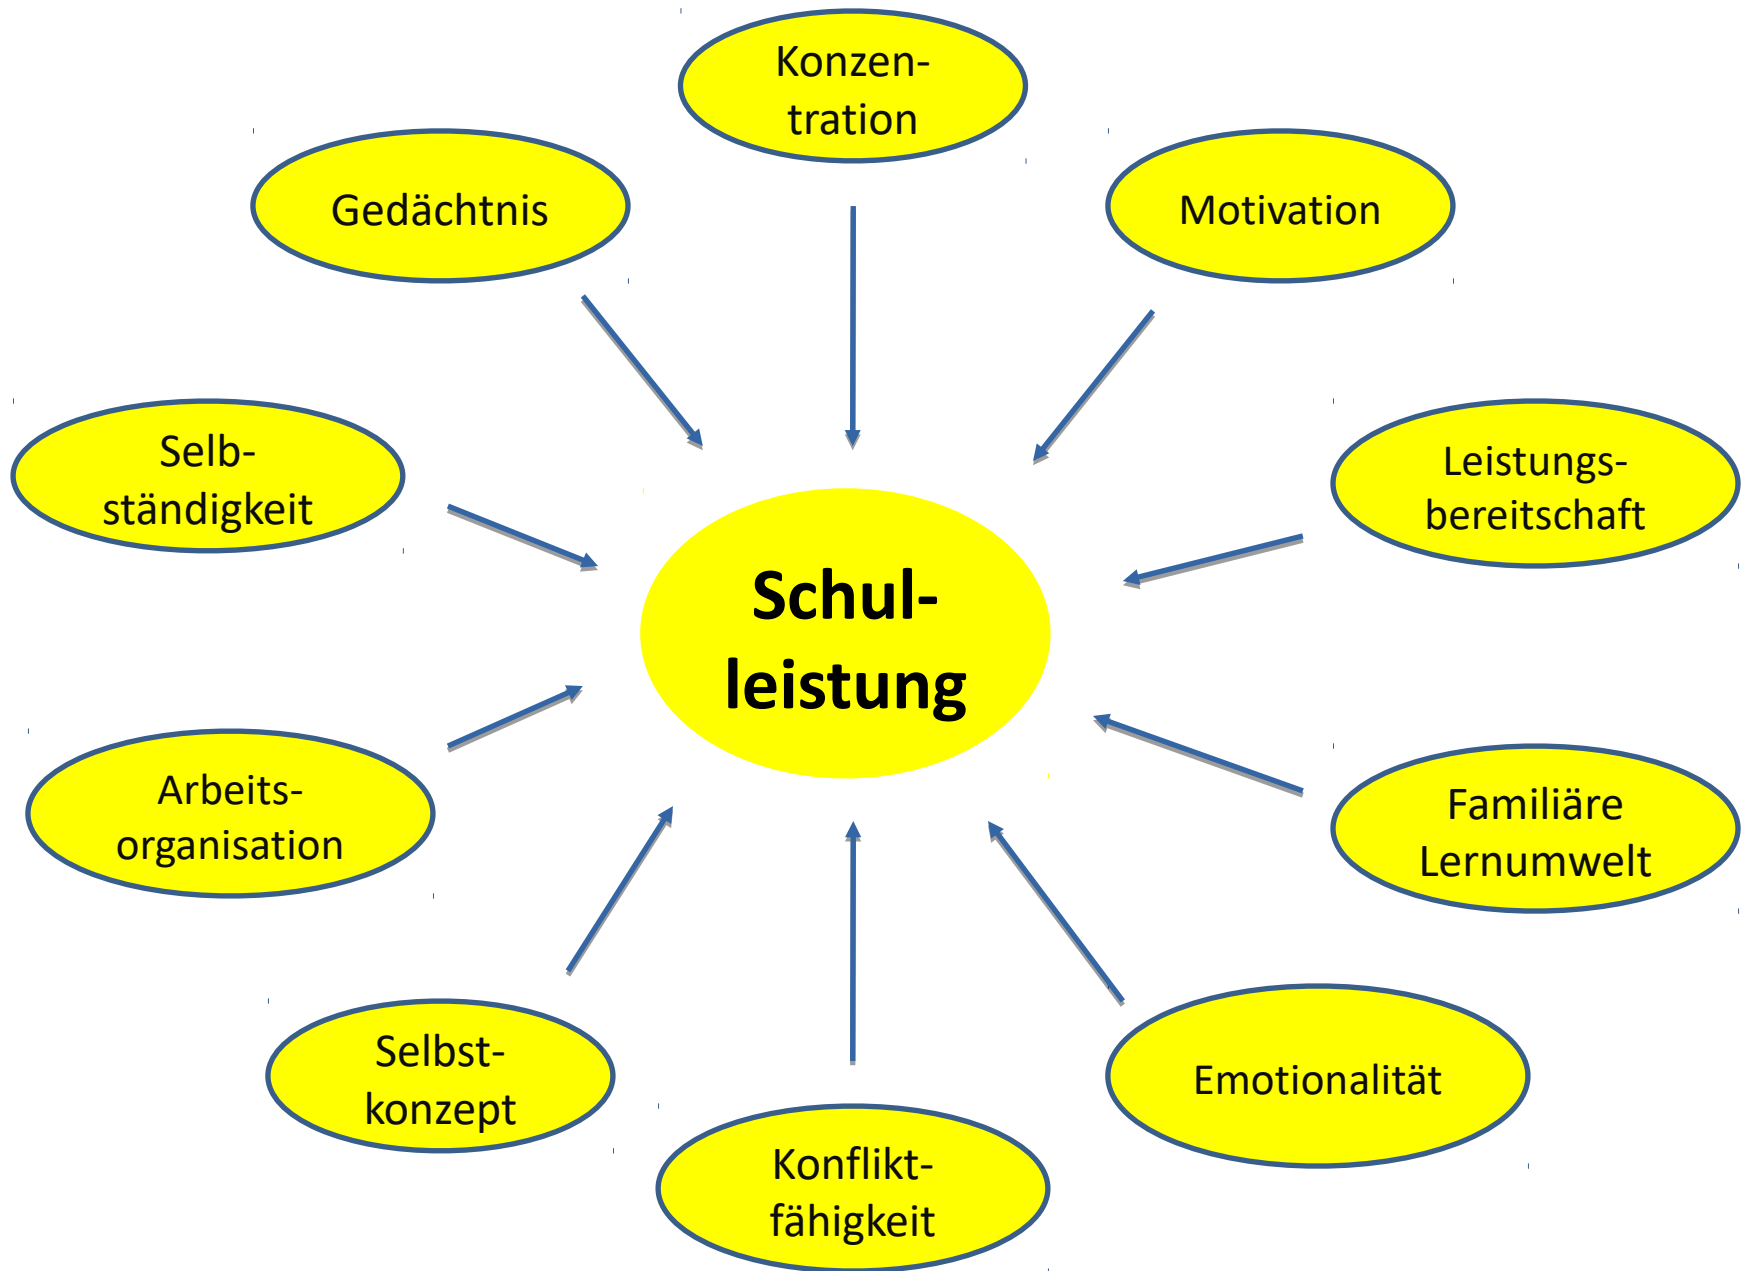 Konzen-
tration
Gedächtnis
Motivation
Selb-
ständigkeit
Leistungs-
bereitschaft
Schul-
leistung
Arbeits-
organisation
Familiäre
Lernumwelt
Selbst-
konzept
Emotionalität
Konflikt-
fähigkeit